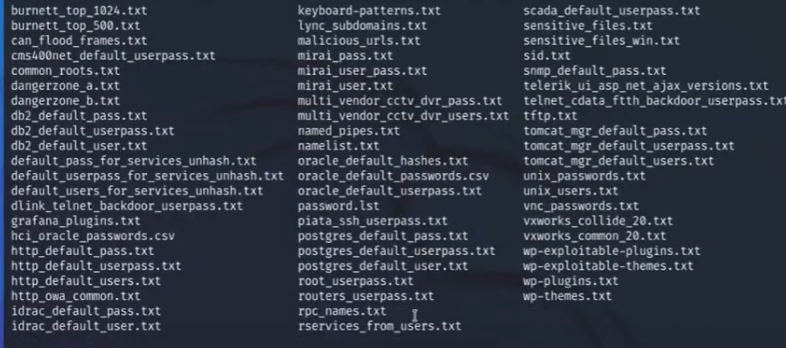 burnett_top_1024.txt keyboard-patterns.txt scada_default_userpass.txt
burnett_top_500.txt lync_subdomains.txt sensitive_files.txt
can_flood_frames.txt malicious_urls.txt sensitive_files_win.txt
cms400net_default_userpass.txt mirai_pass.txt sid.txt
common_roots.txt mirai_user_pass.txt snmp_default_pass.txt
dangerzone_a.txt mirai_user.txt telerik_ui_asp_net_ajax_versions.txt
dangerzone_b.txt multi_vendor_cctv_dvr_pass.txt telnet_cdata_ftth_backdoor_userpass.txt
db2_default_pass.txt multi_vendor_cctv_dvr_users.txt tftp.txt
db2_default_userpass.txt named_pipes.txt tomcat_mgr_default_pass.txt
db2_default_user.txt namelist.txt tomcat_mgr_default_userpass.txt
default_pass_for_services_unhash.txt oracle_default_hashes.txt tomcat_mgr_default_users.txt
default_userpass_for_services_unhash.txt oracle_default_passwords.csv unix_passwords.txt
default_users_for_services_unhash.txt oracle_default_userpass.txt unix_users.txt
dlink_telnet_backdoor_userpass.txt password.lst vnc_passwords.txt
grafana_plugins.txt piata_ssh_userpass.txt vxworks_collide_20.txt
hci_oracle_passwords.csv postgres_default_pass.txt vxworks_common_20.txt
http_default_pass.txt postgres_default_userpass.txt wp-exploitable-plugins.txt
http_default_userpass.txt postgres_default_user.txt wp-exploitable-themes.txt
http_default_users.txt root_userpass.txt wp-plugins.txt
http_owa_common.txt routers_userpass.txt wp-themes.txt
idrac_default_pass.txt rpc_names.txt
idrac_default_user.txt rservices_from_users.txt